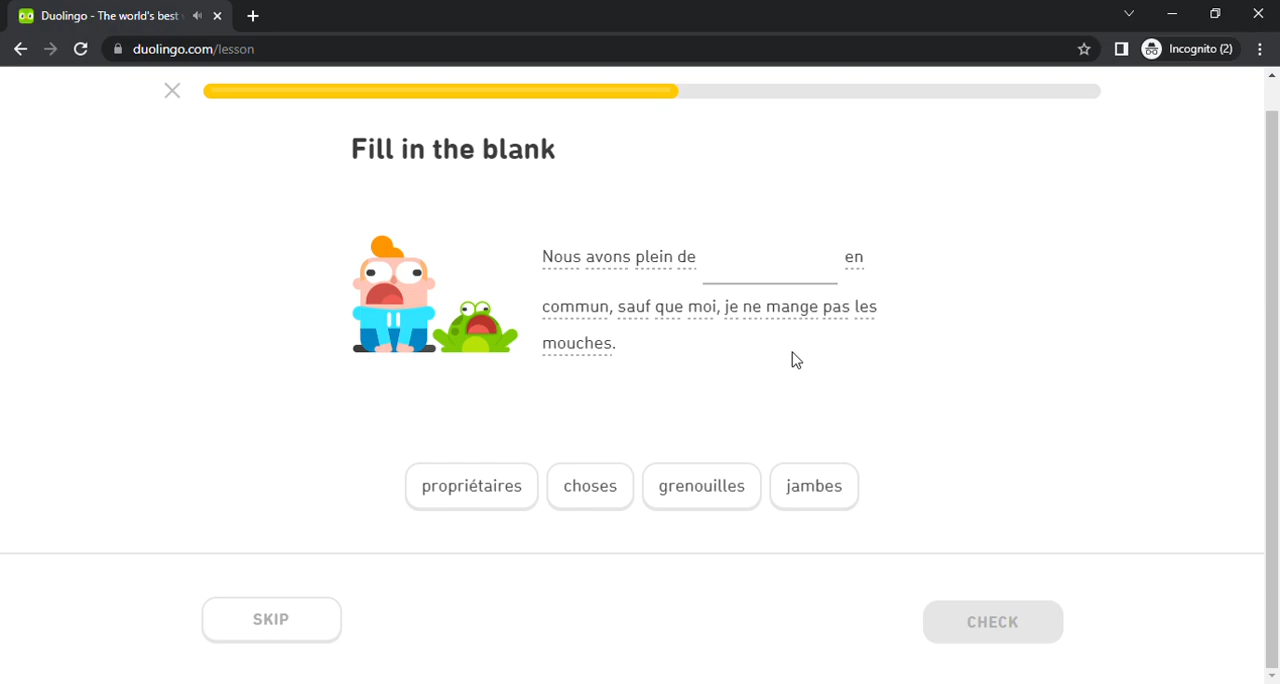 Duolingo - The world's best
duolingo.com/lesson
Incognito (2)
Fill in the blank
Nous avons plein de ____ en
commun, sauf que moi, je ne mange pas les
mouches.
propriétaires choses grenouilles jambes
SKIP CHECK